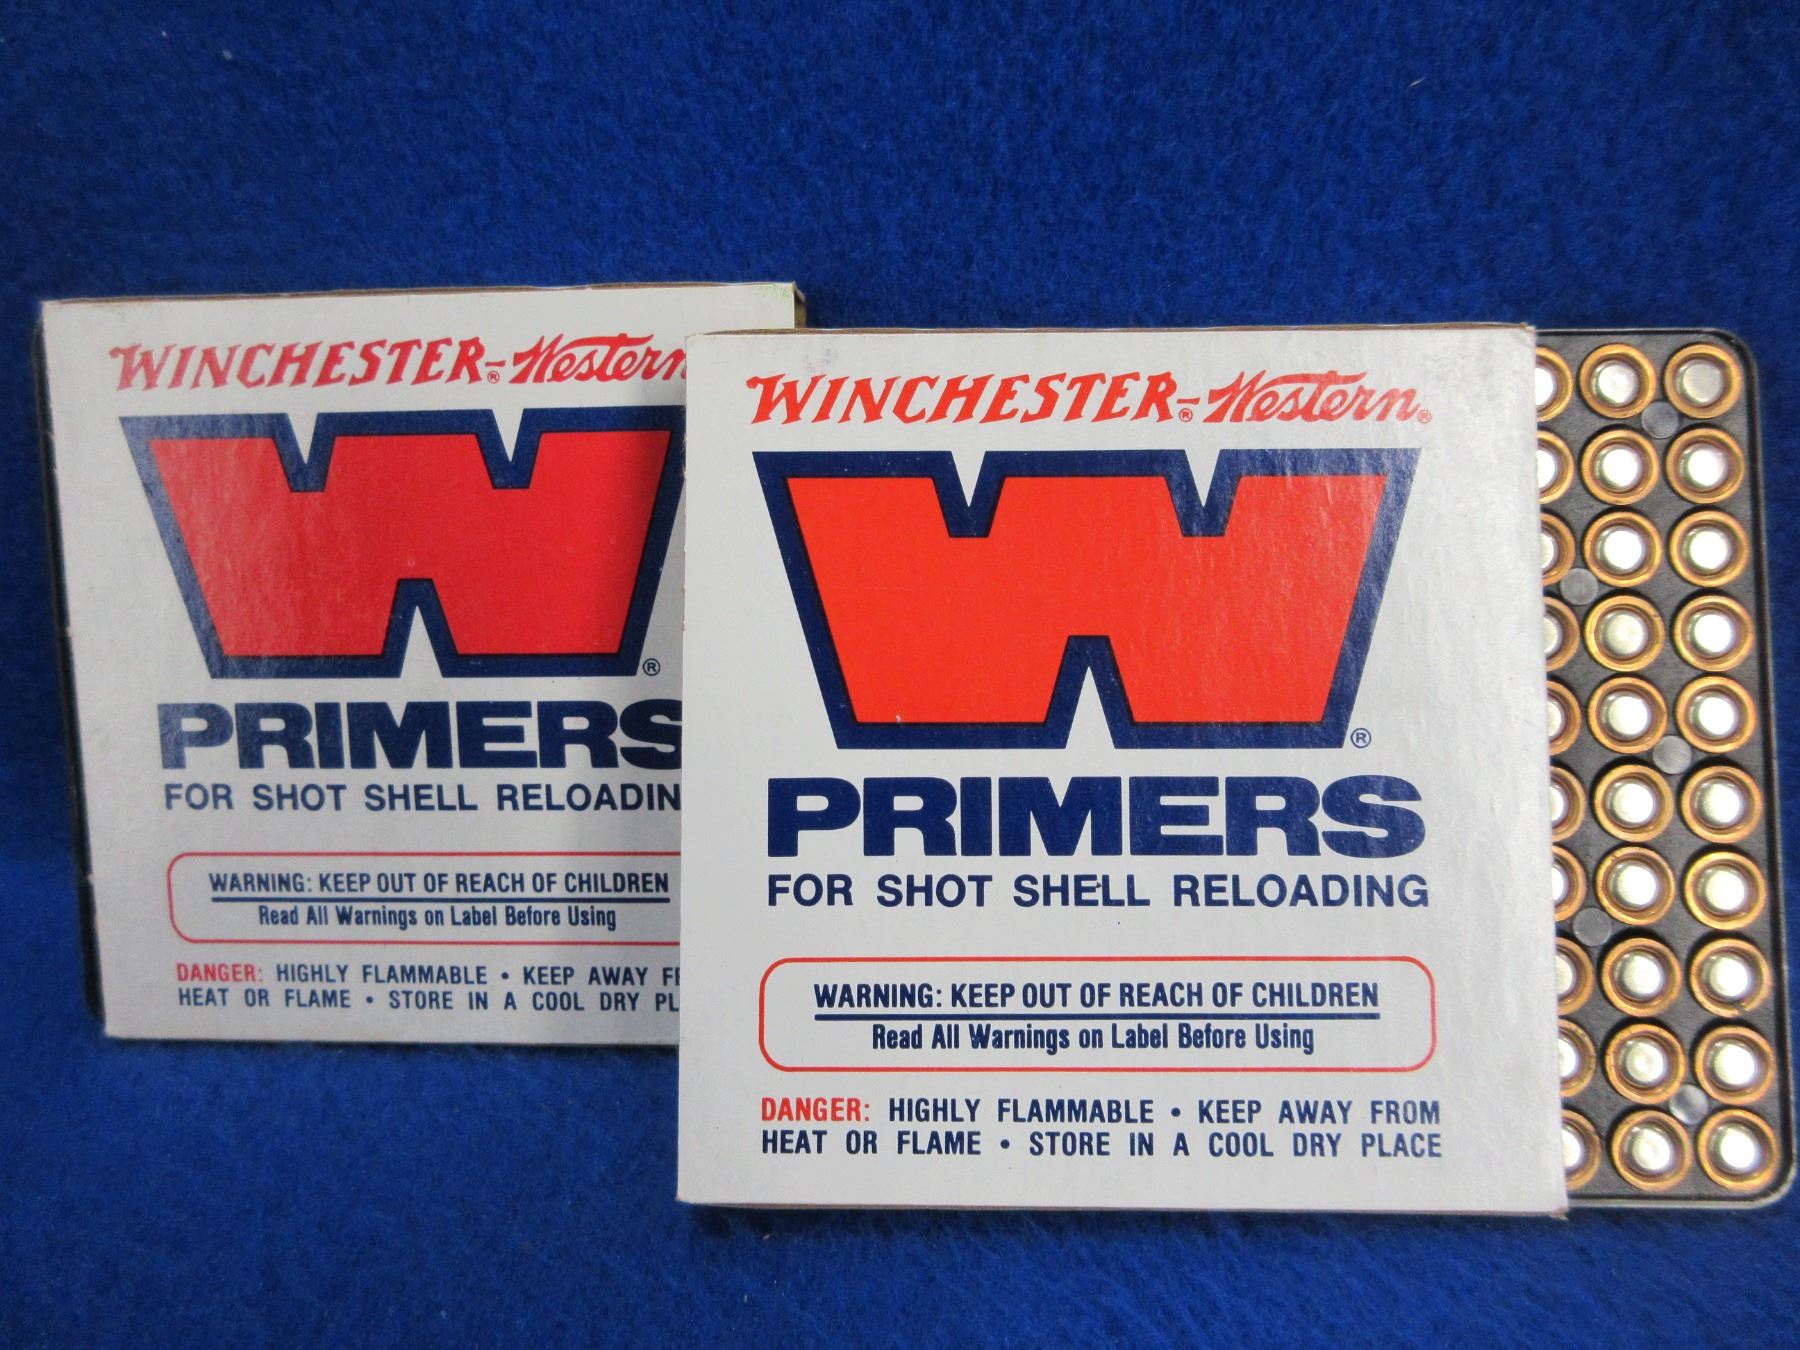 WINCHESTER®-Western
W®
PRIMERS
FOR SHOT SHELL RELOADIN
WARNING: KEEP OUT OF REACH OF CHILDREN
Read All Warnings on Label Before Using
DANGER: HIGHLY FLAMMABLE • KEEP AWAY FR
HEAT OR FLAME • STORE IN A COOL DRY PL
WINCHESTER®-Western®
W®
PRIMERS
FOR SHOT SHELL RELOADING
WARNING: KEEP OUT OF REACH OF CHILDREN
Read All Warnings on Label Before Using
DANGER: HIGHLY FLAMMABLE • KEEP AWAY FROM
HEAT OR FLAME • STORE IN A COOL DRY PLACE